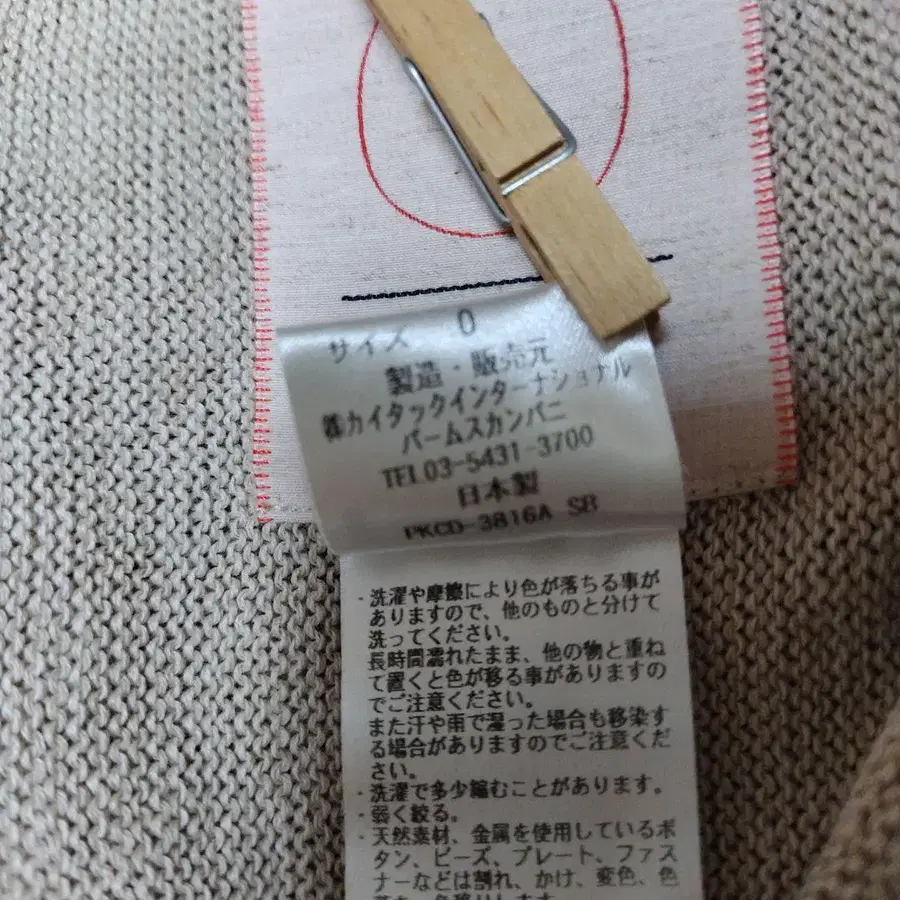 サイズ 0
製造・販売元
㈱カイタックインターナショナル
パームスカンパニ
TEL03-5431-3700
日本製
PKCD-3816A SB
・洗濯や摩擦により色が落ちる事が
ありますので、他のものと分けて
洗ってください。
長時間濡れたまま、他の物と重ね
て置くと色が移る事がありますの
でご注意ください。
また汗や雨で湿った場合も移染す
る場合がありますのでご注意くだ
さい。
・洗濯で多少縮むことがあります。
・弱く絞る。
・天然素材、金属を使用しているボ
タン、ビーズ、プレート、ファス
ナーなどは割れ、かけ、変色、色